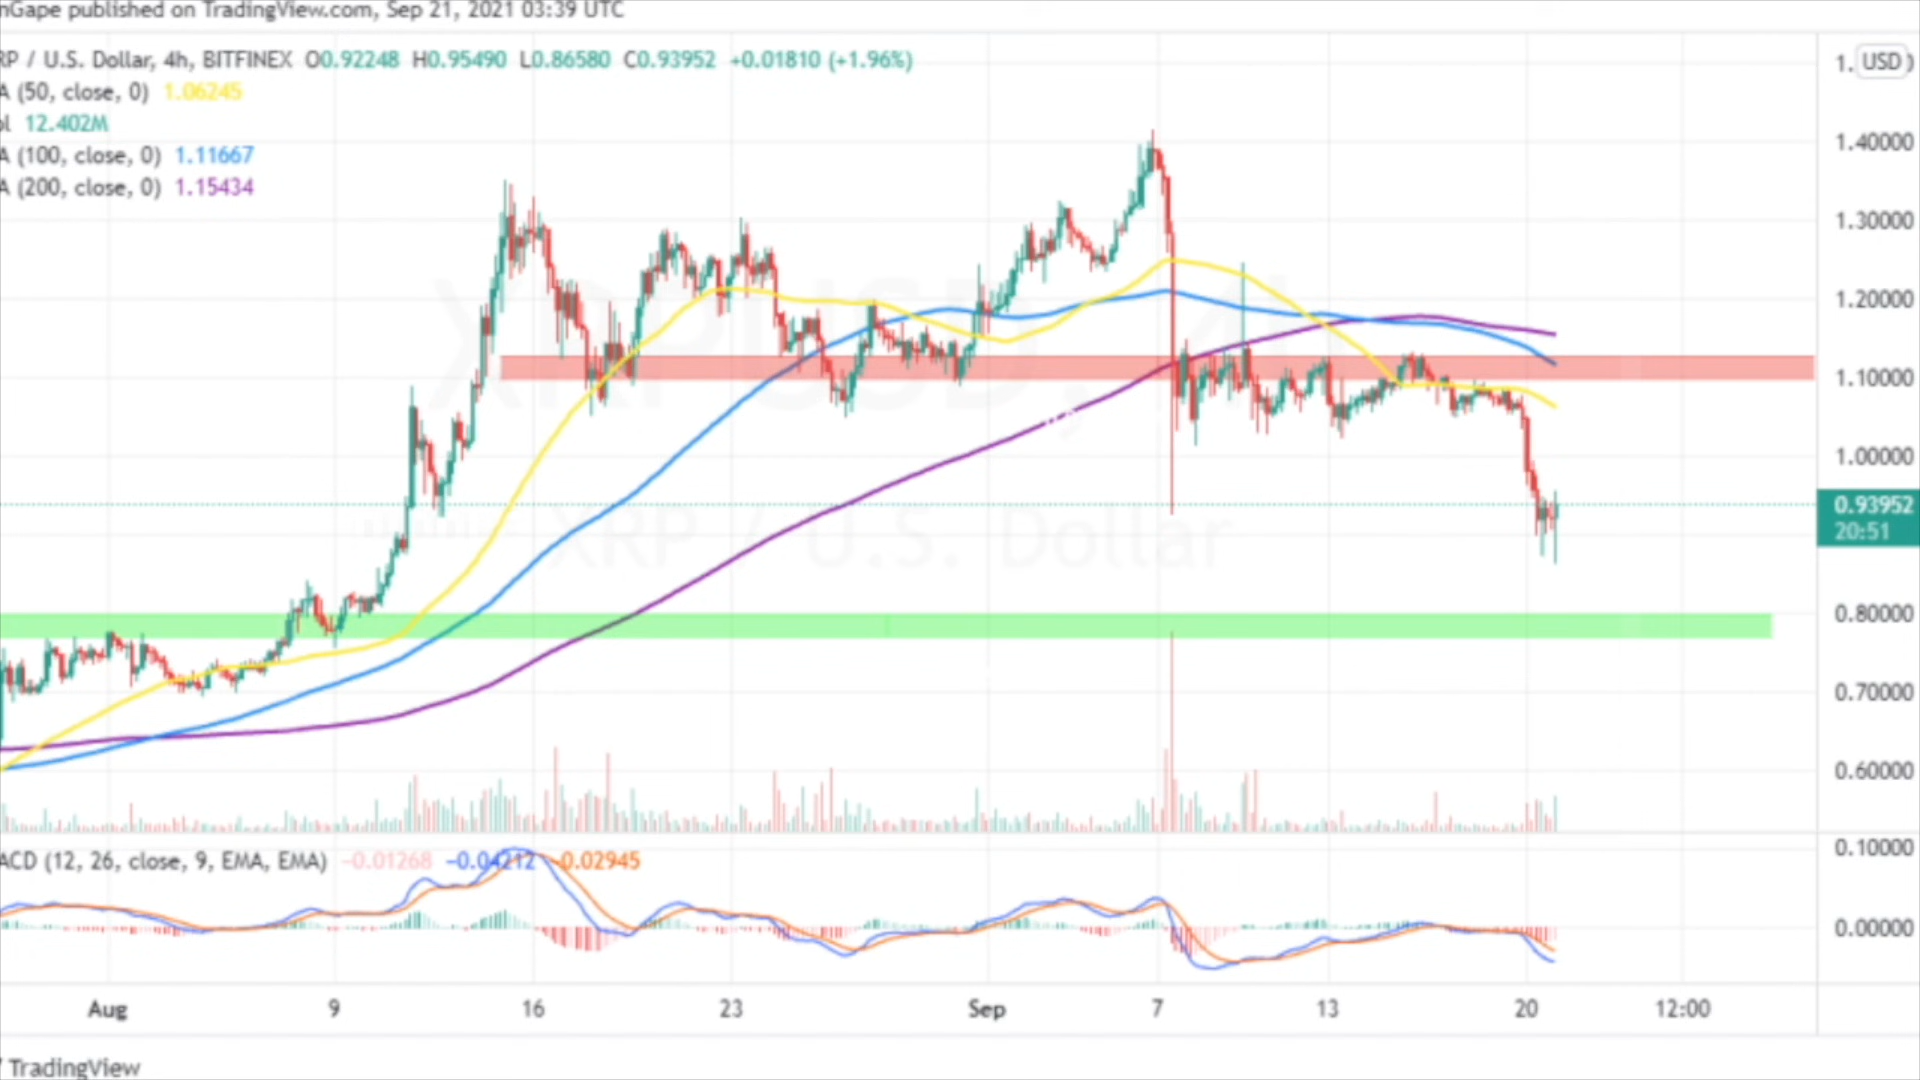 nGape published on TradingView.com, Sep 21, 2021 03:39 UTC
RP / U.S. Dollar, 4h, BITFINEX O0.92248 H0.95490 L0.86580 C0.93952 +0.01810 (+1.96%)
A (50, close, 0) 1.06245
ol 12.402M
A (100, close, 0) 1.11667
A (200, close, 0) 1.15434
USD
1.40000
1.30000
1.20000
XRPUSD, 4h
1.10000
1.00000
0.93952
20:51
XRP / U.S. Dollar
0.80000
0.70000
0.60000
ACD (12, 26, close, 9, EMA, EMA) -0.01268 -0.04212 -0.02945
0.10000
0.00000
Aug 9 16 23 Sep 7 13 20 12:00
TradingView